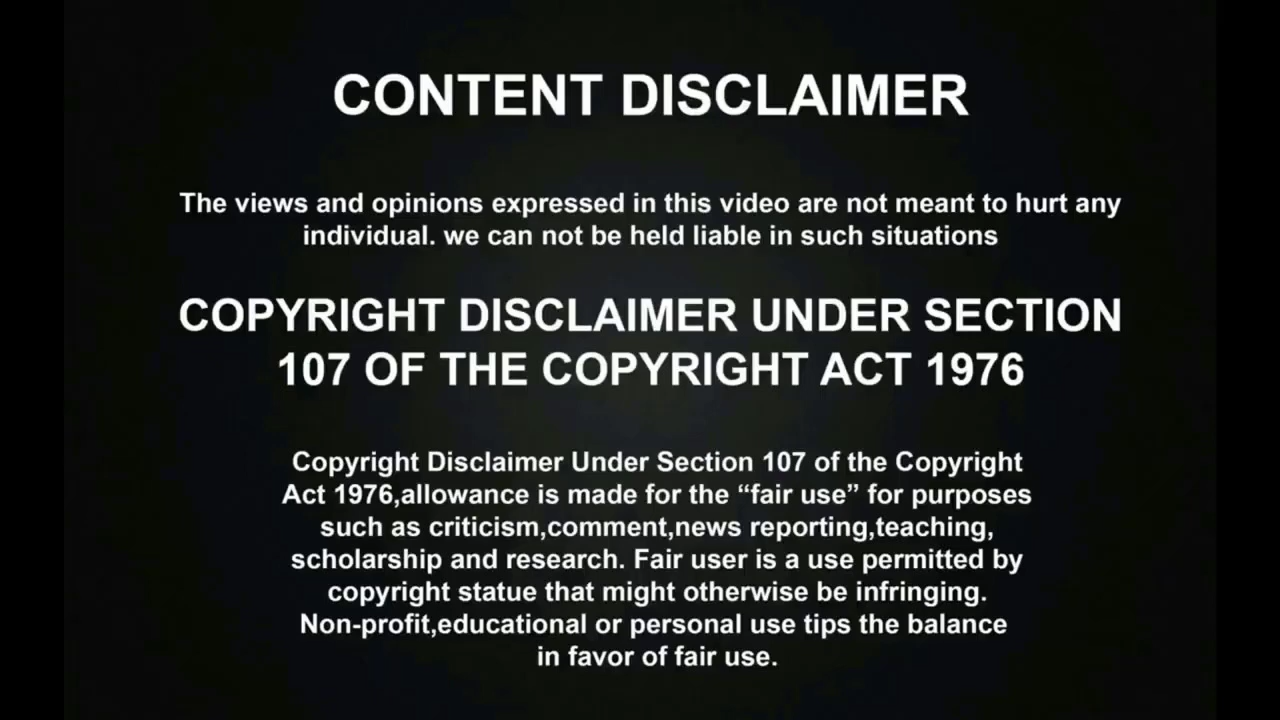 CONTENT DISCLAIMER
The views and opinions expressed in this video are not meant to hurt any
individual. we can not be held liable in such situations
COPYRIGHT DISCLAIMER UNDER SECTION
107 OF THE COPYRIGHT ACT 1976
Copyright Disclaimer Under Section 107 of the Copyright
Act 1976,allowance is made for the “fair use” for purposes
such as criticism,comment,news reporting,teaching,
scholarship and research. Fair user is a use permitted by
copyright statue that might otherwise be infringing.
Non-profit,educational or personal use tips the balance
in favor of fair use.